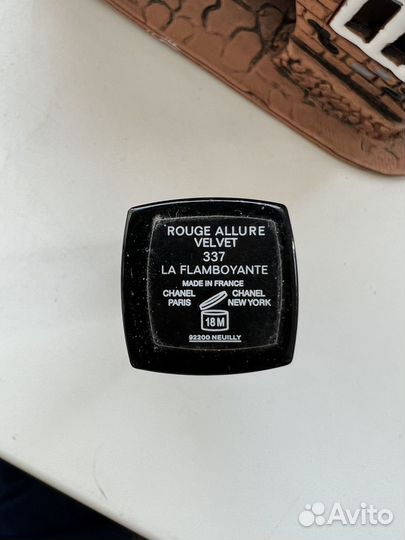 ROUGE ALLURE
VELVET
337
LA FLAMBOYANTE
MADE IN FRANCE
CHANEL CHANEL
PARIS NEW YORK
18M
92200 NEUILLY
Avito